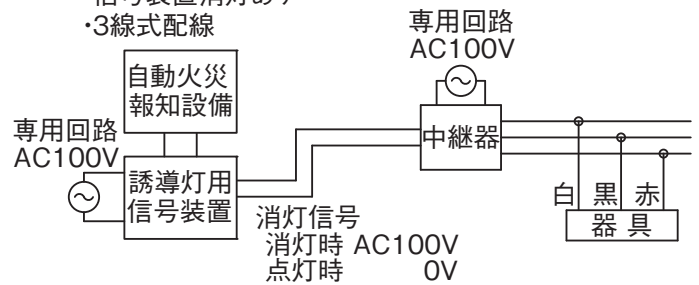 ・3線式配線
専用回路
AC100V
自動火災
報知設備
専用回路
AC100V
中継器
誘導灯用
信号装置
白 黒 赤
器具
消灯信号
消灯時 AC100V
点灯時 0V